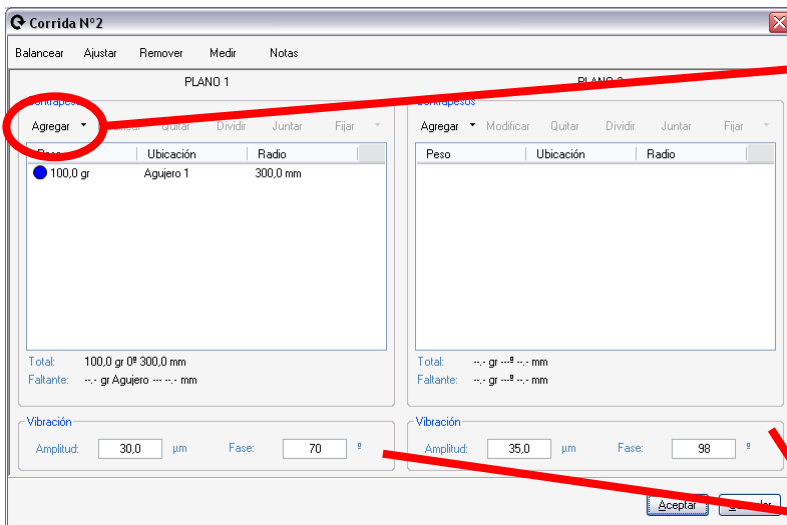 Corrida N°2
Balancear Ajustar Remover Medir Notas
PLANO 1
Contrapesos Contrapesos
Agregar Quitar Dividir Juntar Fijar Agregar Modificar Quitar Dividir Juntar Fijar
Peso Ubicación Radio Peso Ubicación Radio
100,0 gr Agujero 1 300,0 mm
Total: 100,0 gr 0º 300,0 mm Total: --,- gr ---º --,- mm
Faltante: --,- gr Agujero --- --,- mm Faltante: --,- gr ---º --,- mm
Vibración Vibración
Amplitud: 30,0 µm Fase: 70 º Amplitud: 35,0 µm Fase: 98 º
Aceptar